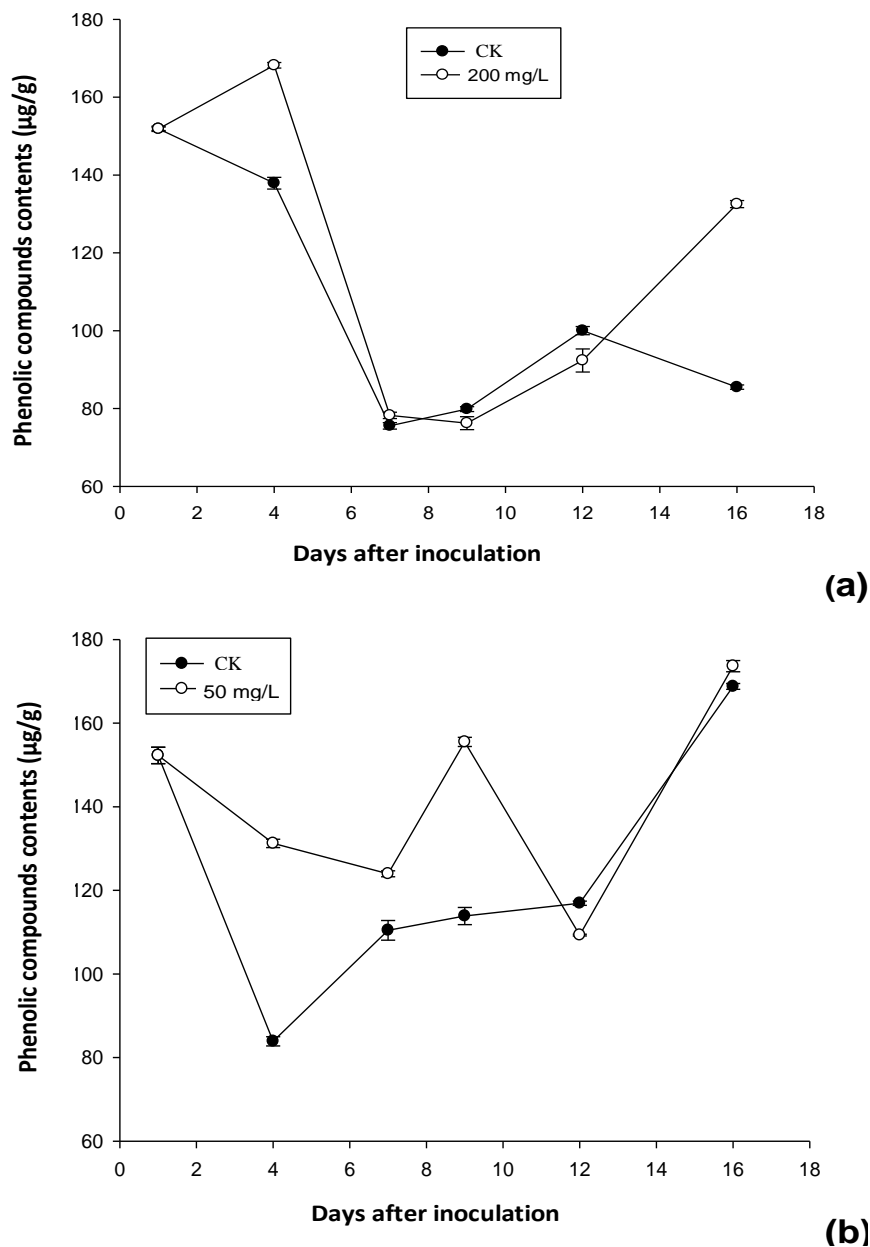 180
160
140
120
100
80
60
Phenolic compounds contents (µg/g)
CK
200 mg/L
0 2 4 6 8 10 12 14 16 18
Days after inoculation
(a)
180
160
140
120
100
80
60
Phenolic compounds contents (µg/g)
CK
50 mg/L
0 2 4 6 8 10 12 14 16 18
Days after inoculation
(b)